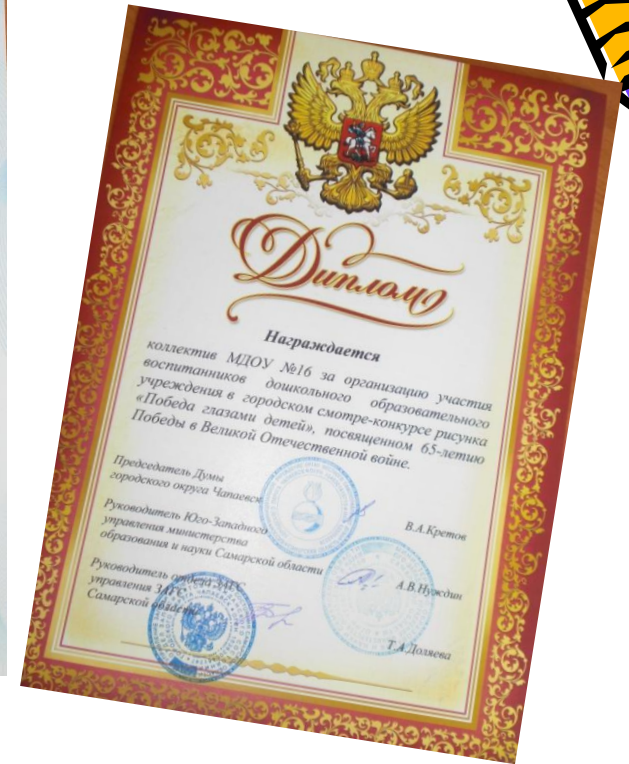 Диплом
Награждается
коллектив МДОУ №16 за организацию участия
воспитанников дошкольного образовательного
учреждения в городском смотре-конкурсе рисунка
«Победа глазами детей», посвященном 65-летию
Победы в Великой Отечественной войне.
Председатель Думы
городского округа Чапаевск
В.А.Кретов
Руководитель Юго-Западного
управления министерства
образования и науки Самарской области
А.В.Нуждин
Руководитель отдела ЗАГС
управления ЗАГС
Самарской области
Т.А.Доляева